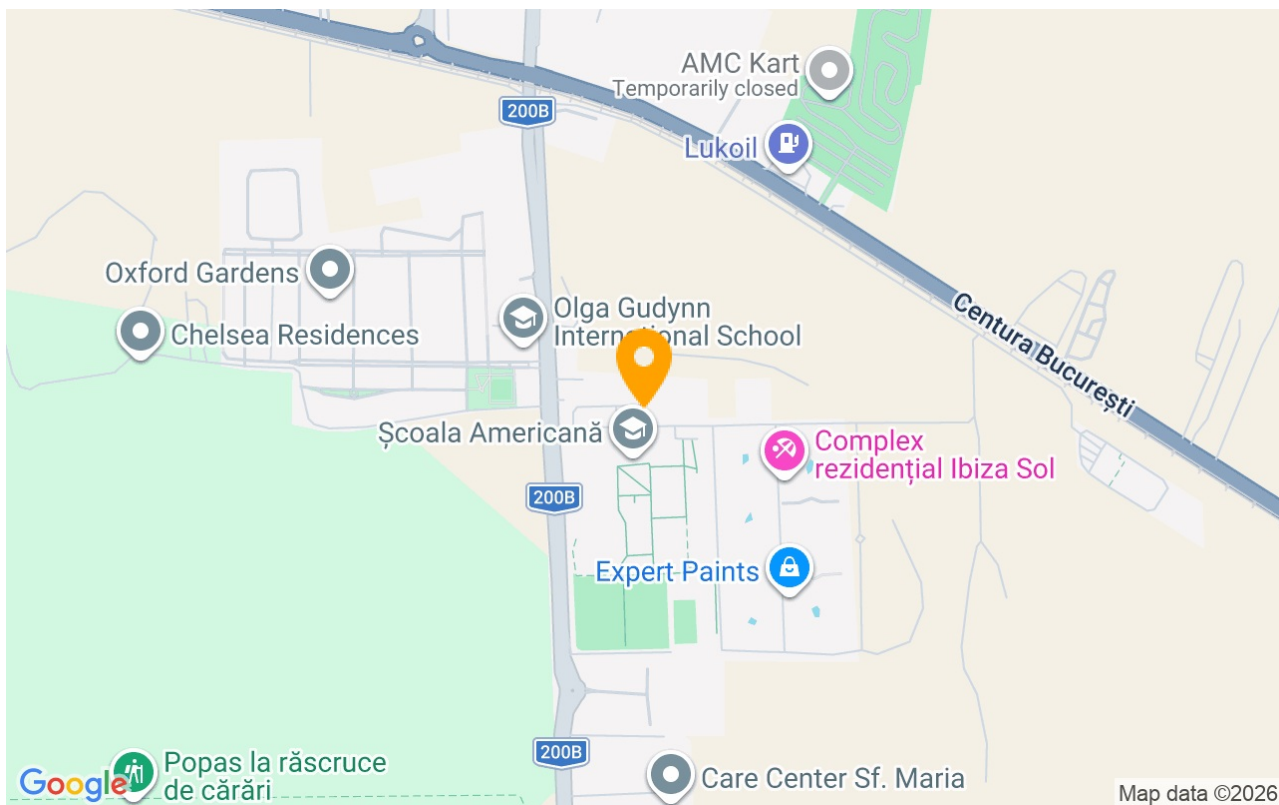 AMC Kart
Temporarily closed
200B
Lukoil
Oxford Gardens
Olga Gudynn
International School
Chelsea Residences
Centura București
Școala Americană
Complex
rezidențial Ibiza Sol
200B
Expert Paints
200B
Popas la răscruce
de cărări
Care Center Sf. Maria
Google
Map data ©2026